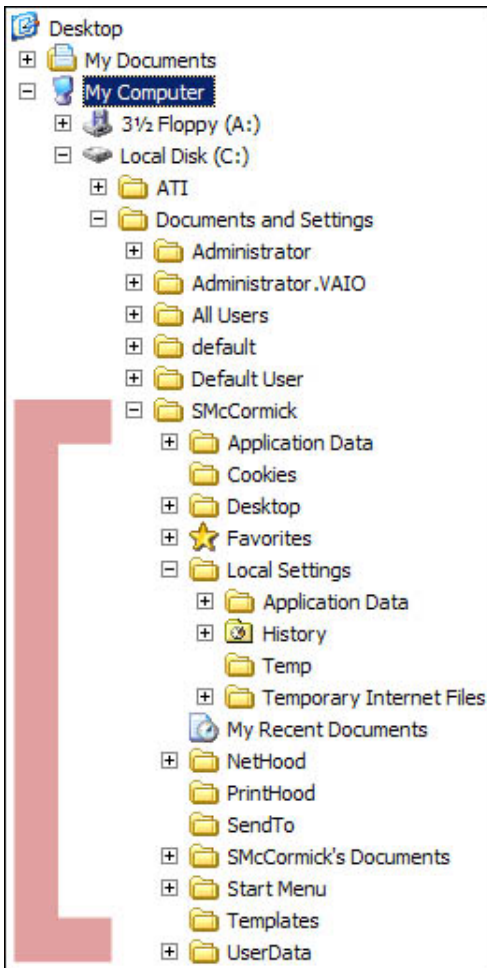 Desktop
My Documents
My Computer
3½ Floppy (A:)
Local Disk (C:)
ATI
Documents and Settings
Administrator
Administrator.VAIO
All Users
default
Default User
SMcCormick
Application Data
Cookies
Desktop
Favorites
Local Settings
Application Data
History
Temp
Temporary Internet Files
My Recent Documents
NetHood
PrintHood
SendTo
SMcCormick's Documents
Start Menu
Templates
UserData